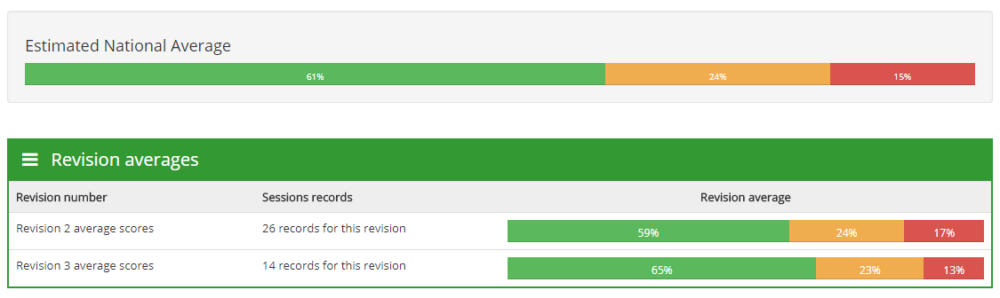 Estimated National Average
61% 24% 15%
Revision averages
Revision number Sessions records Revision average
Revision 2 average scores 26 records for this revision 59% 24% 17%
Revision 3 average scores 14 records for this revision 65% 23% 13%